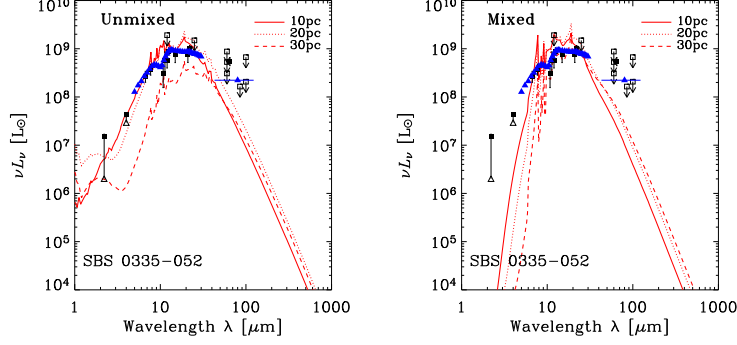 Unmixed
10pc
20pc
30pc
10¹⁰
10⁹
10⁸
10⁷
10⁶
10⁵
10⁴
νLν [L⊙]
SBS 0335-052
1
10
100
1000
Wavelength λ [μm]
Mixed
10pc
20pc
30pc
10¹⁰
10⁹
10⁸
10⁷
10⁶
10⁵
10⁴
νLν [L⊙]
SBS 0335-052
1
10
100
1000
Wavelength λ [μm]